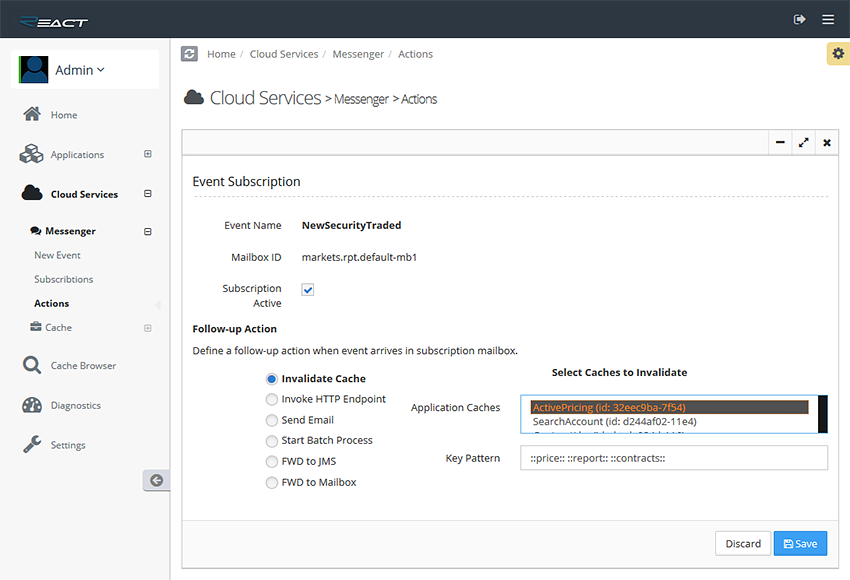 REACT
Home / Cloud Services / Messenger / Actions
Admin
Cloud Services > Messenger > Actions
Home
Applications
Cloud Services
Messenger
New Event
Subscribtions
Actions
Cache
Cache Browser
Diagnostics
Settings
Event Subscription
Event Name NewSecurityTraded
Mailbox ID markets.rpt.default-mb1
Subscription
Active
Follow-up Action
Define a follow-up action when event arrives in subscription mailbox.
Invalidate Cache
Invoke HTTP Endpoint
Send Email
Start Batch Process
FWD to JMS
FWD to Mailbox
Select Caches to Invalidate
Application Caches
ActivePricing (id: 32eec9ba-7f54)
SearchAccount (id: d244af02-11e4)
Key Pattern ::price:: ::report:: ::contracts::
Discard Save